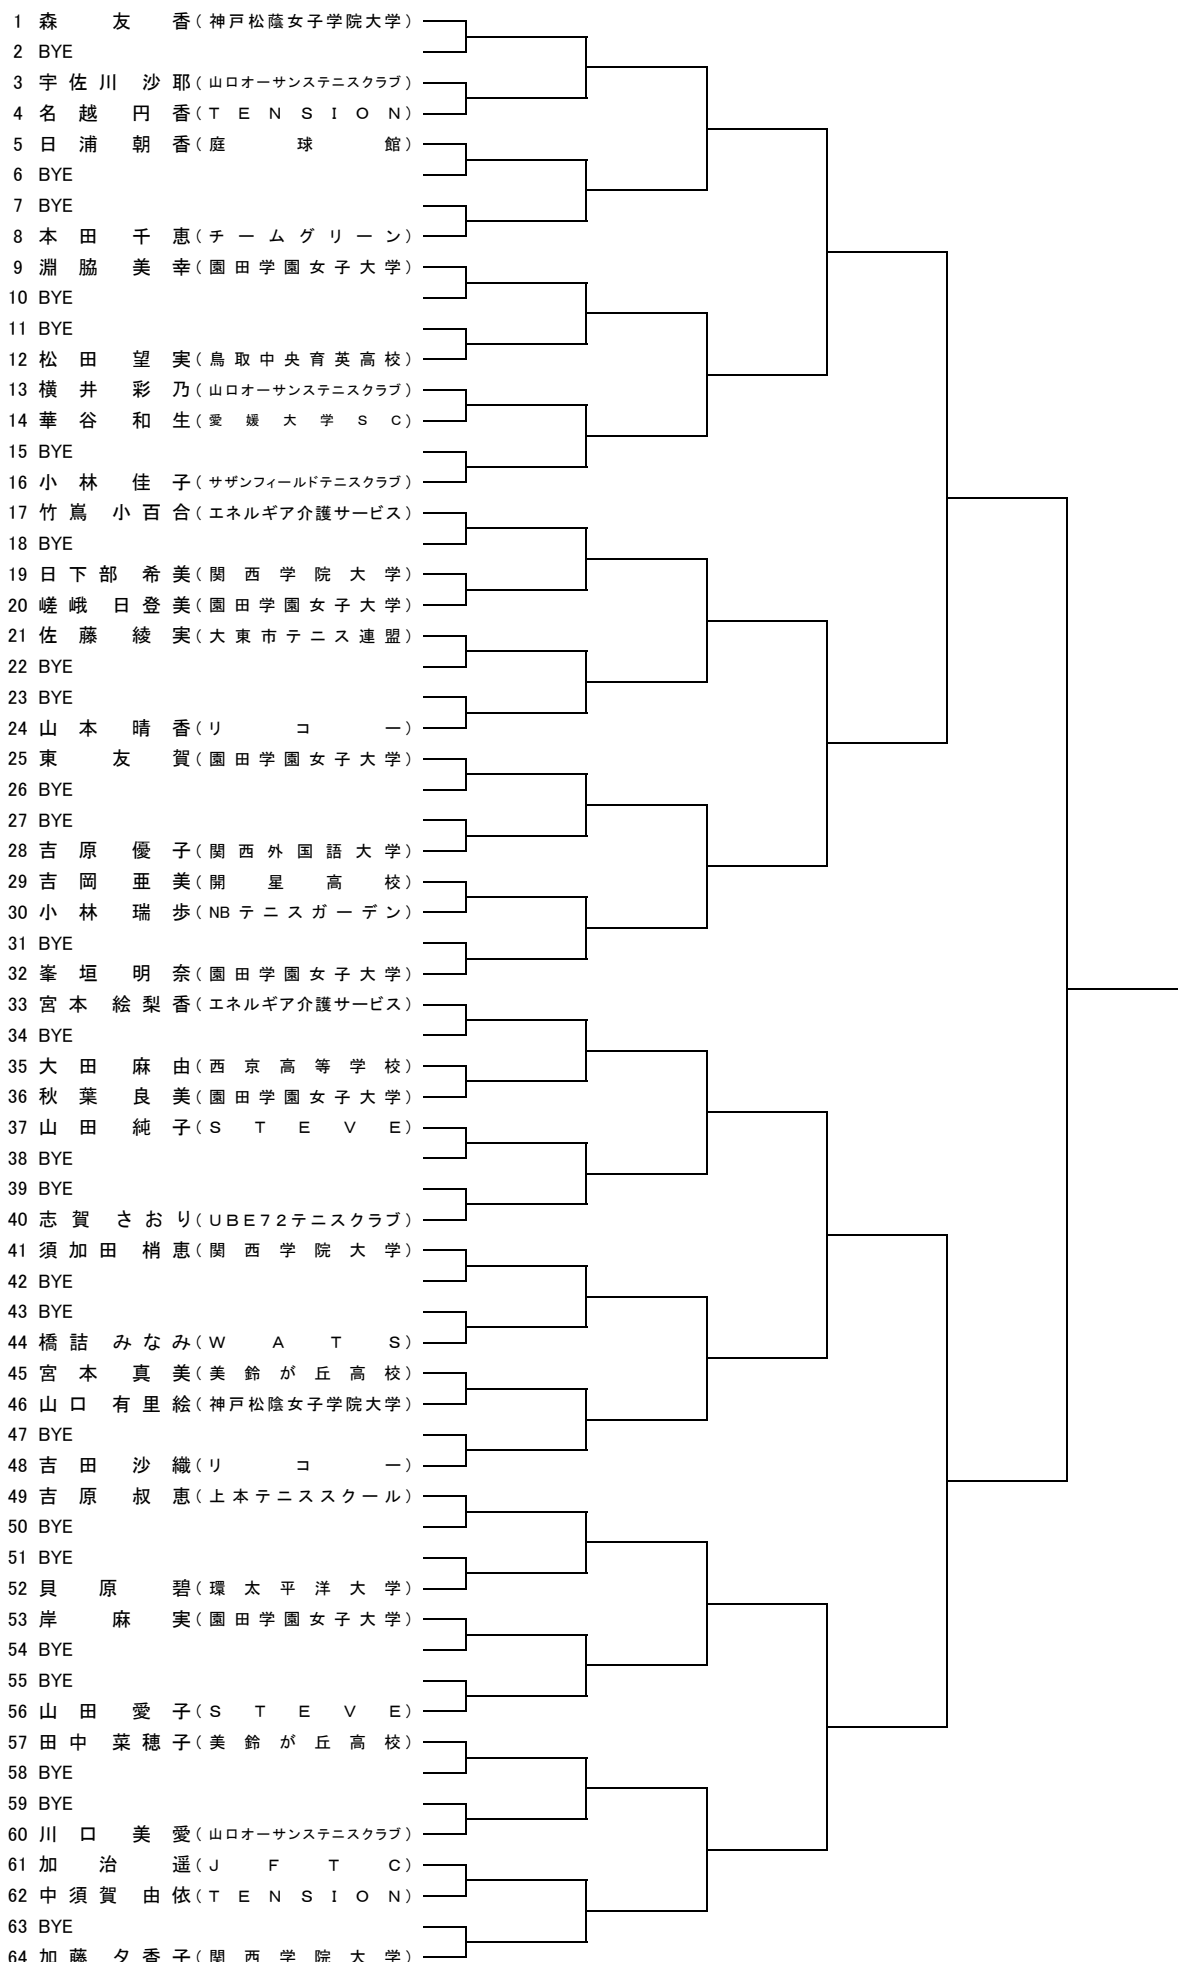 1 森 友 香(神戸松蔭女子学院大学)
2 BYE
3 宇佐川 沙耶(山口オーサンステニスクラブ)
4 名越 円香(TENSION)
5 日浦 朝香(庭球館)
6 BYE
7 BYE
8 本田 千恵(チームグリーン)
9 淵脇 美幸(園田学園女子大学)
10 BYE
11 BYE
12 松田 望実(鳥取中央育英高校)
13 横井 彩乃(山口オーサンステニスクラブ)
14 華谷 和生(愛媛大学SC)
15 BYE
16 小林 佳子(サザンフィールドテニスクラブ)
17 竹嶌 小百合(エネルギア介護サービス)
18 BYE
19 日下部 希美(関西学院大学)
20 嵯峨 日登美(園田学園女子大学)
21 佐藤 綾実(大東市テニス連盟)
22 BYE
23 BYE
24 山本 晴香(リコー)
25 東 友賀(園田学園女子大学)
26 BYE
27 BYE
28 吉原 優子(関西外国語大学)
29 吉岡 亜美(開星高校)
30 小林 瑞歩(NBテニスガーデン)
31 BYE
32 峯垣 明奈(園田学園女子大学)
33 宮本 絵梨香(エネルギア介護サービス)
34 BYE
35 大田 麻由(西京高等学校)
36 秋葉 良美(園田学園女子大学)
37 山田 純子(STEVE)
38 BYE
39 BYE
40 志賀 さおり(UBE72テニスクラブ)
41 須加田 梢恵(関西学院大学)
42 BYE
43 BYE
44 橋詰 みなみ(WATS)
45 宮本 真美(美鈴が丘高校)
46 山口 有里絵(神戸松陰女子学院大学)
47 BYE
48 吉田 沙織(リコー)
49 吉原 叔恵(上本テニススクール)
50 BYE
51 BYE
52 貝原 碧(環太平洋大学)
53 岸 麻実(園田学園女子大学)
54 BYE
55 BYE
56 山田 愛子(STEVE)
57 田中 菜穂子(美鈴が丘高校)
58 BYE
59 BYE
60 川口 美愛(山口オーサンステニスクラブ)
61 加治 遥(JFTC)
62 中須賀 由依(TENSION)
63 BYE
64 加藤 夕香子(関西学院大学)